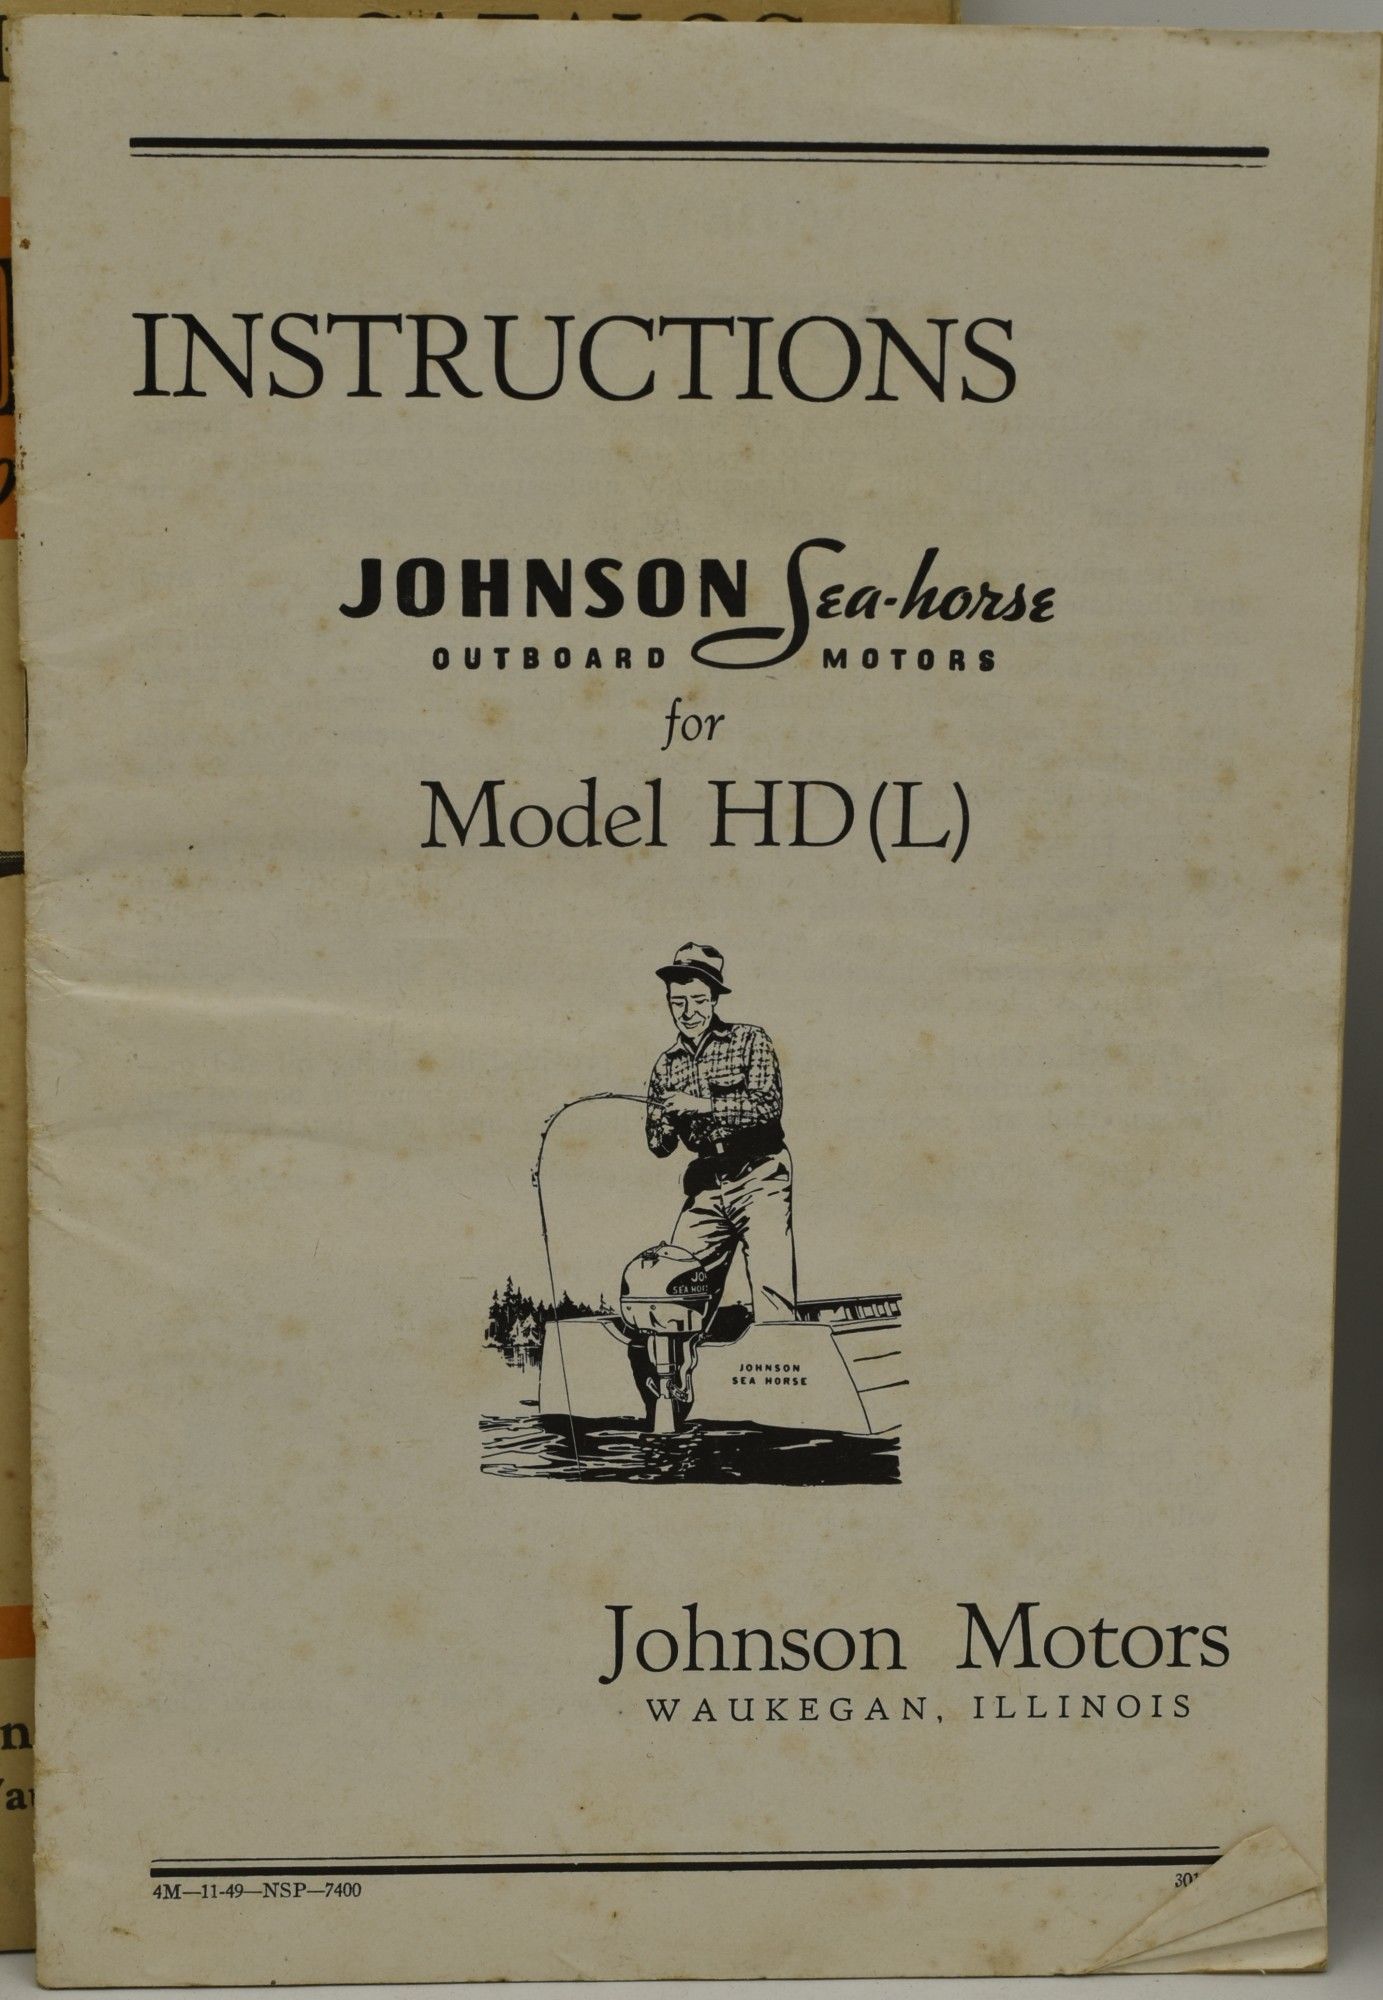 INSTRUCTIONS
JOHNSON Sea-horse
OUTBOARD MOTORS
for
Model HD(L)
JOHNSON
SEA HORSE
Johnson Motors
WAUKEGAN, ILLINOIS
4M—11-49—NSP—7400